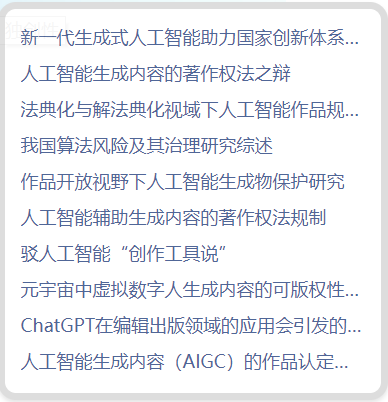 新一代生成式人工智能助力国家创新体系...
人工智能生成内容的著作权法之辩
法典化与解法典化视域下人工智能作品规...
我国算法风险及其治理研究综述
作品开放视野下人工智能生成物保护研究
人工智能辅助生成内容的著作权法规制
驳人工智能“创作工具说”
元宇宙中虚拟数字人生成内容的可版权性...
ChatGPT在编辑出版领域的应用会引发的...
人工智能生成内容（AIGC）的作品认定...